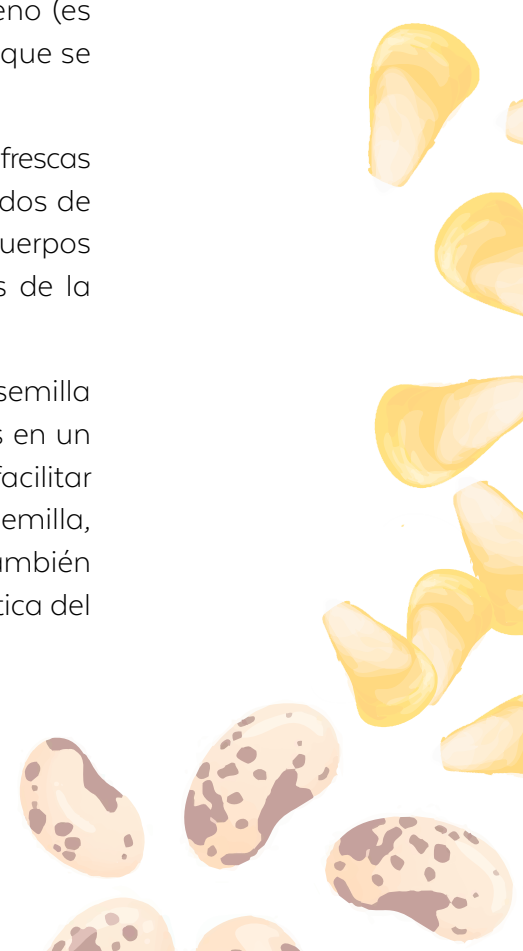 eno (es
que se
frescas
dos de
uerpos
s de la
semilla
s en un
facilitar
emilla,
ambién
tica del